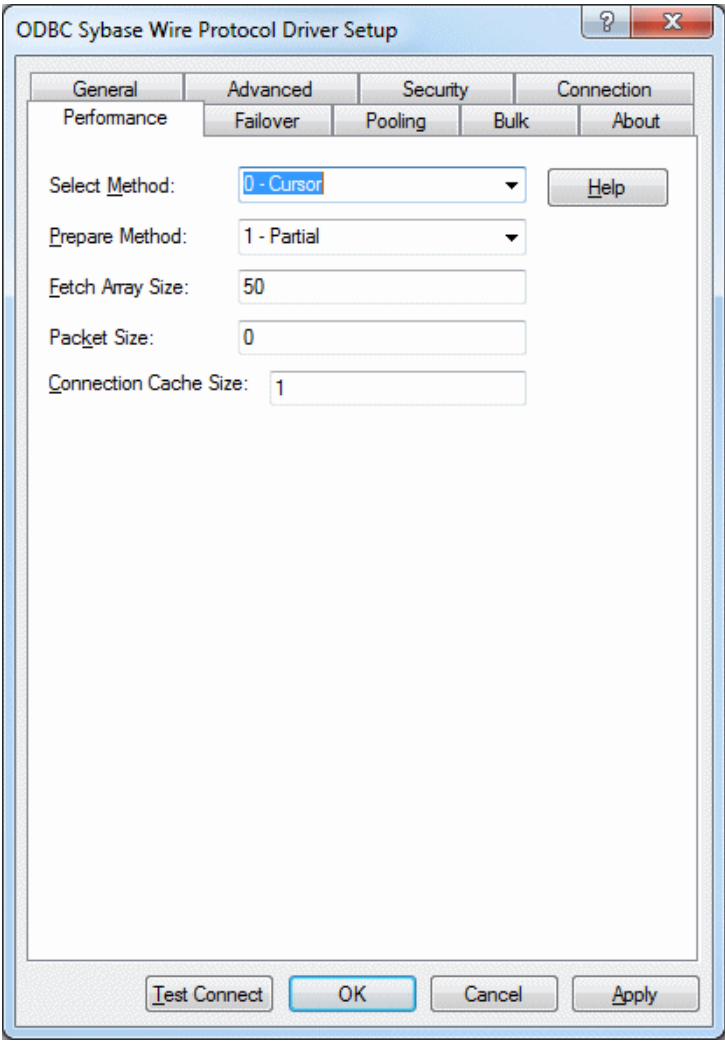 ODBC Sybase Wire Protocol Driver Setup ? X
General Advanced Security Connection
Performance Failover Pooling Bulk About
Select Method: 0 - Cursor Help
Prepare Method: 1 - Partial
Fetch Array Size: 50
Packet Size: 0
Connection Cache Size: 1
Test Connect OK Cancel Apply